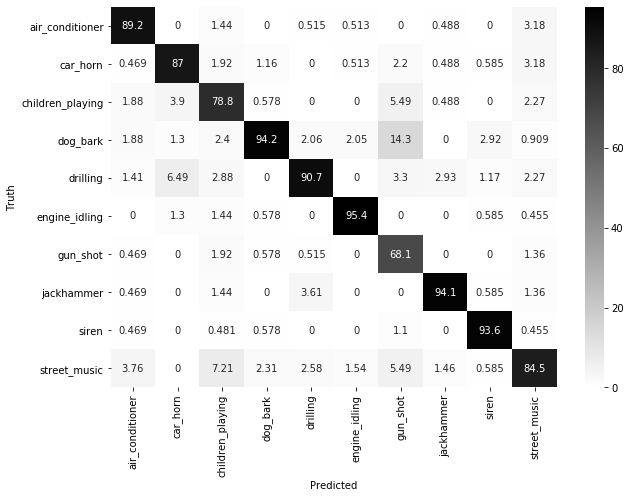 air_conditioner 89.2 0 1.44 0 0.515 0.513 0 0.488 0 3.18
car_horn 0.469 87 1.92 1.16 0 0.513 2.2 0.488 0.585 3.18
children_playing 1.88 3.9 78.8 0.578 0 0 5.49 0.488 0 2.27
dog_bark 1.88 1.3 2.4 94.2 2.06 2.05 14.3 0 2.92 0.909
drilling 1.41 6.49 2.88 0 90.7 0 3.3 2.93 1.17 2.27
engine_idling 0 1.3 1.44 0.578 0 95.4 0 0 0.585 0.455
gun_shot 0.469 0 1.92 0.578 0.515 0 68.1 0 0 1.36
jackhammer 0.469 0 1.44 0 3.61 0 0 94.1 0.585 1.36
siren 0.469 0 0.481 0.578 0 0 1.1 0 93.6 0.455
street_music 3.76 0 7.21 2.31 2.58 1.54 5.49 1.46 0.585 84.5
air_conditioner car_horn children_playing dog_bark drilling engine_idling gun_shot jackhammer siren street_music
Predicted
Truth
80
60
40
20
0